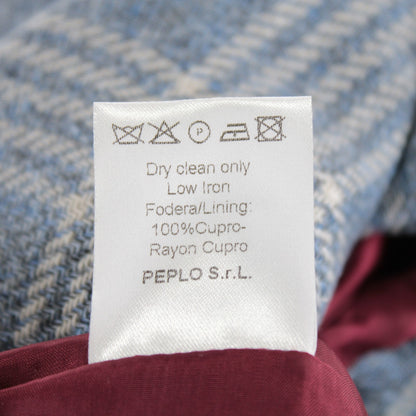 P
Dry clean only
Low Iron
Fodera/Lining:
100%Cupro-
Rayon Cupro
PEPLO S.r.L.